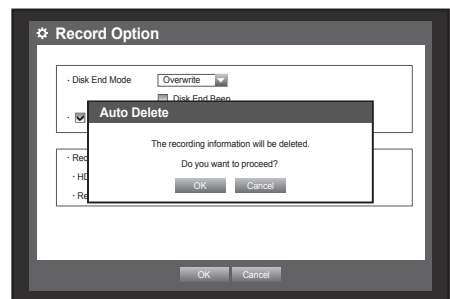 Record Option
· Disk End Mode Overwrite
Disk End Beep
Auto Delete
The recording information will be deleted.
Do you want to proceed?
OK Cancel
· Rec
· HD
· Re
OK Cancel